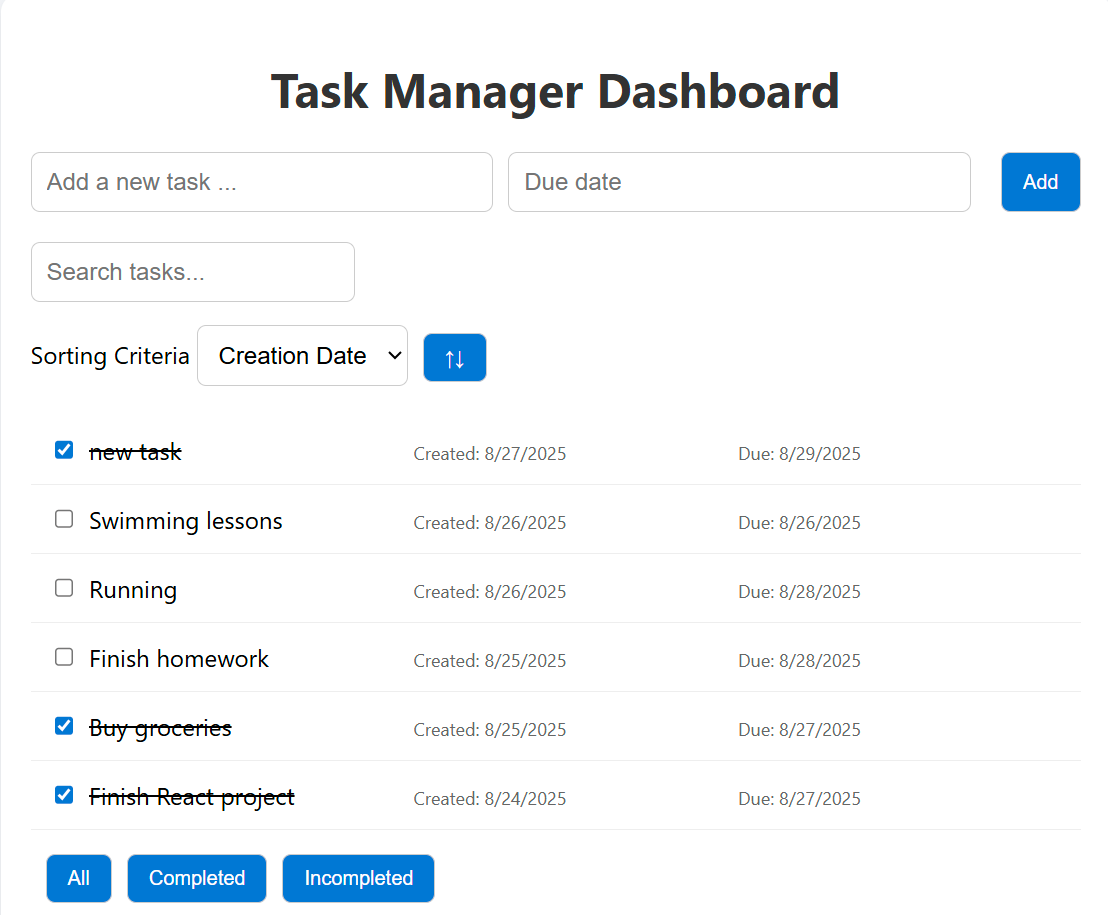 Task Manager Dashboard
Add a new task ... Due date Add
Search tasks...
Sorting Criteria Creation Date ↑↓
new task Created: 8/27/2025 Due: 8/29/2025
Swimming lessons Created: 8/26/2025 Due: 8/26/2025
Running Created: 8/26/2025 Due: 8/28/2025
Finish homework Created: 8/25/2025 Due: 8/28/2025
Buy groceries Created: 8/25/2025 Due: 8/27/2025
Finish React project Created: 8/24/2025 Due: 8/27/2025
All Completed Incompleted